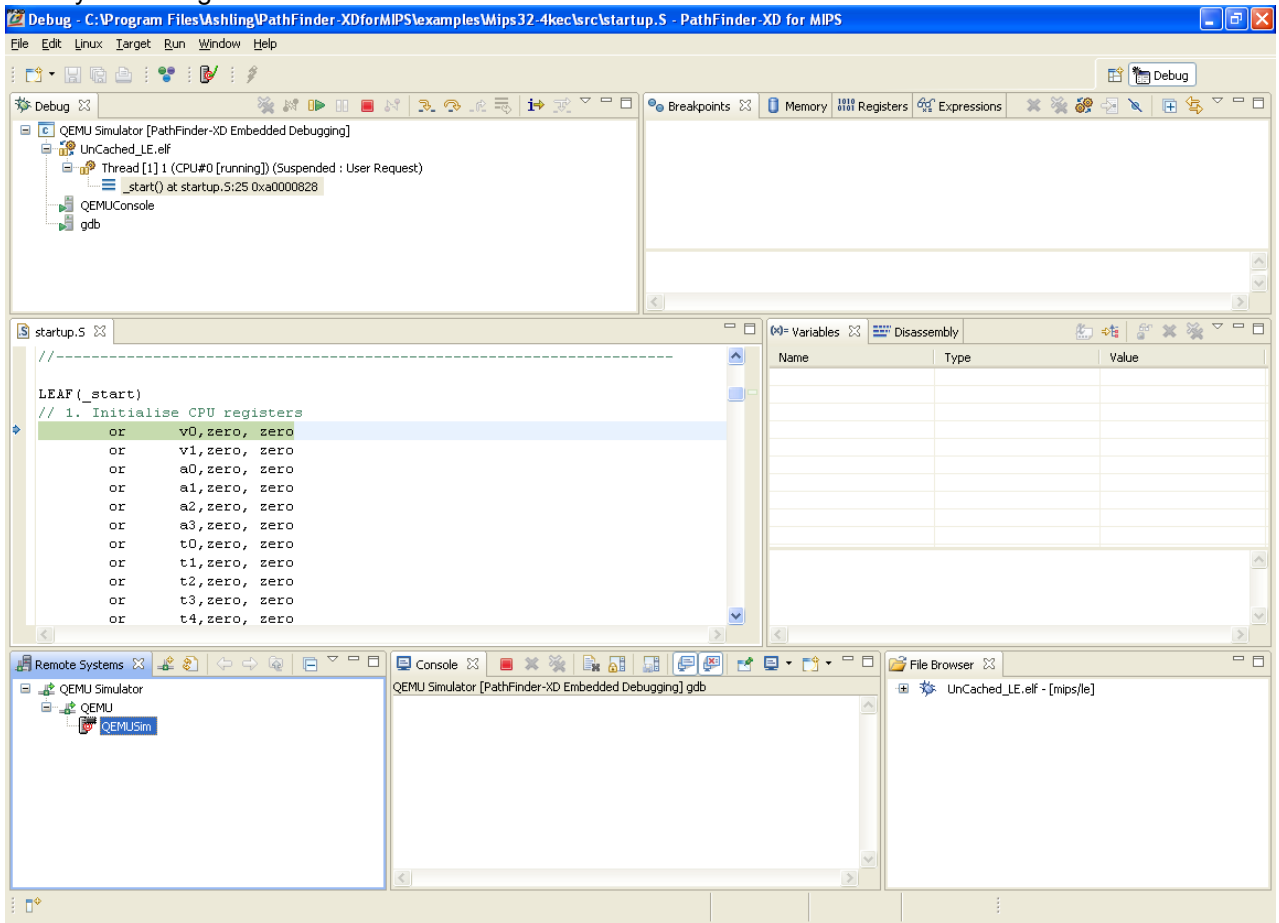 Debug - C:\Program Files\Ashling\PathFinder-XDforMIPS\examples\Mips32-4kec\src\startup.S - PathFinder-XD for MIPS
File Edit Linux Target Run Window Help
Debug
Debug
QEMU Simulator [PathFinder-XD Embedded Debugging]
UnCached_LE.elf
Thread [1] 1 (CPU#0 [running]) (Suspended : User Request)
_start() at startup.S:25 0xa0000828
QEMUConsole
gdb
Breakpoints Memory Registers Expressions
startup.S
//----------------------------------------------------------------------
LEAF(_start)
// 1. Initialise CPU registers
or v0,zero, zero
or v1,zero, zero
or a0,zero, zero
or a1,zero, zero
or a2,zero, zero
or a3,zero, zero
or t0,zero, zero
or t1,zero, zero
or t2,zero, zero
or t3,zero, zero
or t4,zero, zero
(x)= Variables Disassembly
Name Type Value
Remote Systems
QEMU Simulator
QEMU
QEMUSim
Console
QEMU Simulator [PathFinder-XD Embedded Debugging] gdb
File Browser
UnCached_LE.elf - [mips/le]